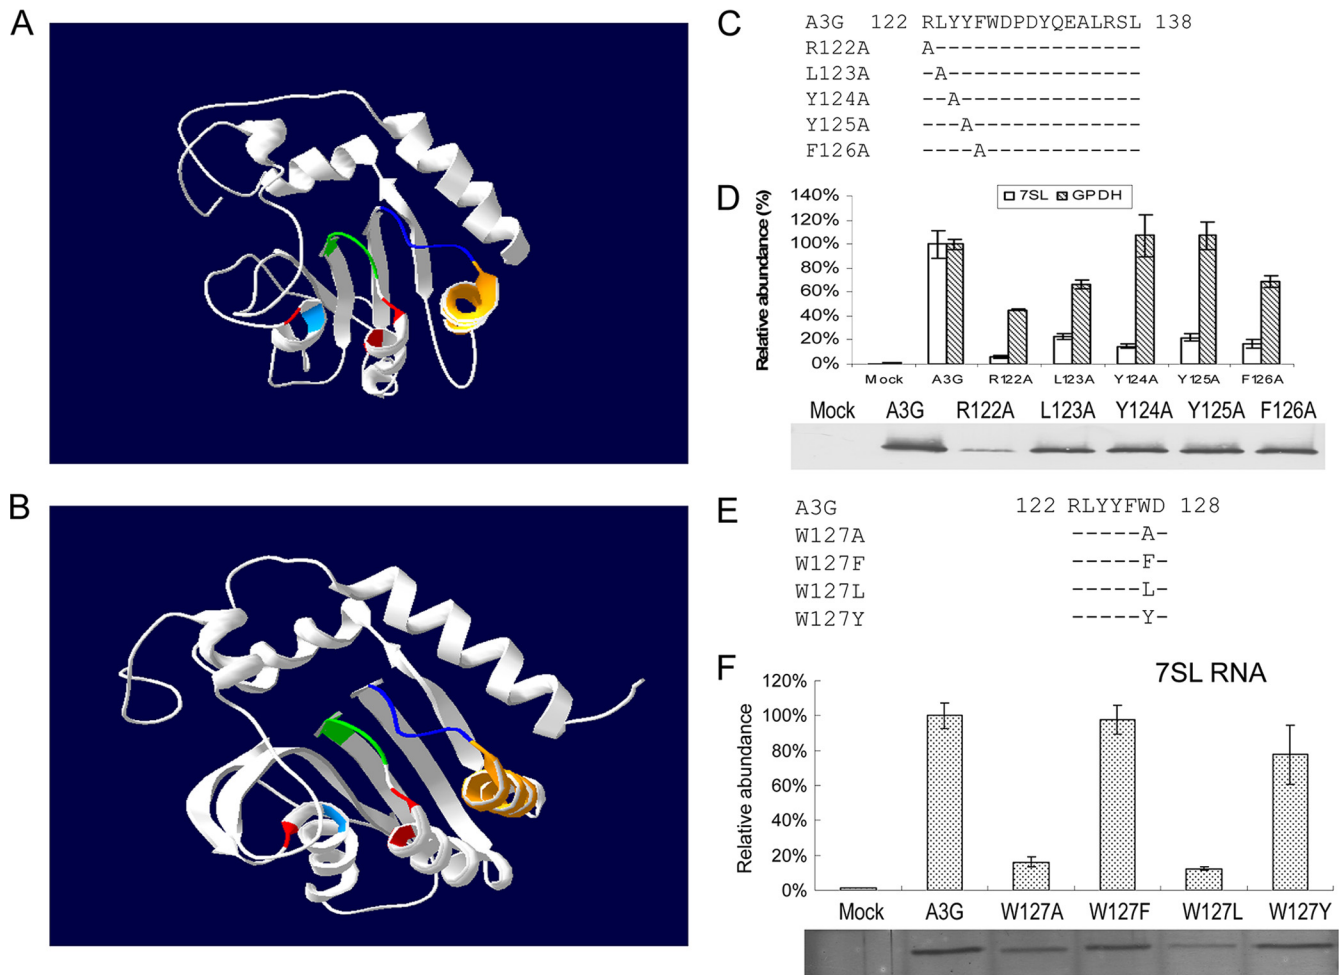 A
B
C
A3G 122 RLYYFWDPDYQEALRSL 138
R122A A----------------
L123A --A---------------
Y124A --A--------------
Y125A ---A-------------
F126A ----A------------
D
Relative abundance (%)
140%
120%
100%
80%
60%
40%
20%
0%
7SL GPDH
Mock A3G R122A L123A Y124A Y125A F126A
Mock A3G R122A L123A Y124A Y125A F126A
E
A3G 122 RLYYFWD 128
W127A -----A-
W127F -----F-
W127L -----L-
W127Y -----Y-
F
7SL RNA
Relative abundance
120%
100%
80%
60%
40%
20%
0%
Mock A3G W127A W127F W127L W127Y